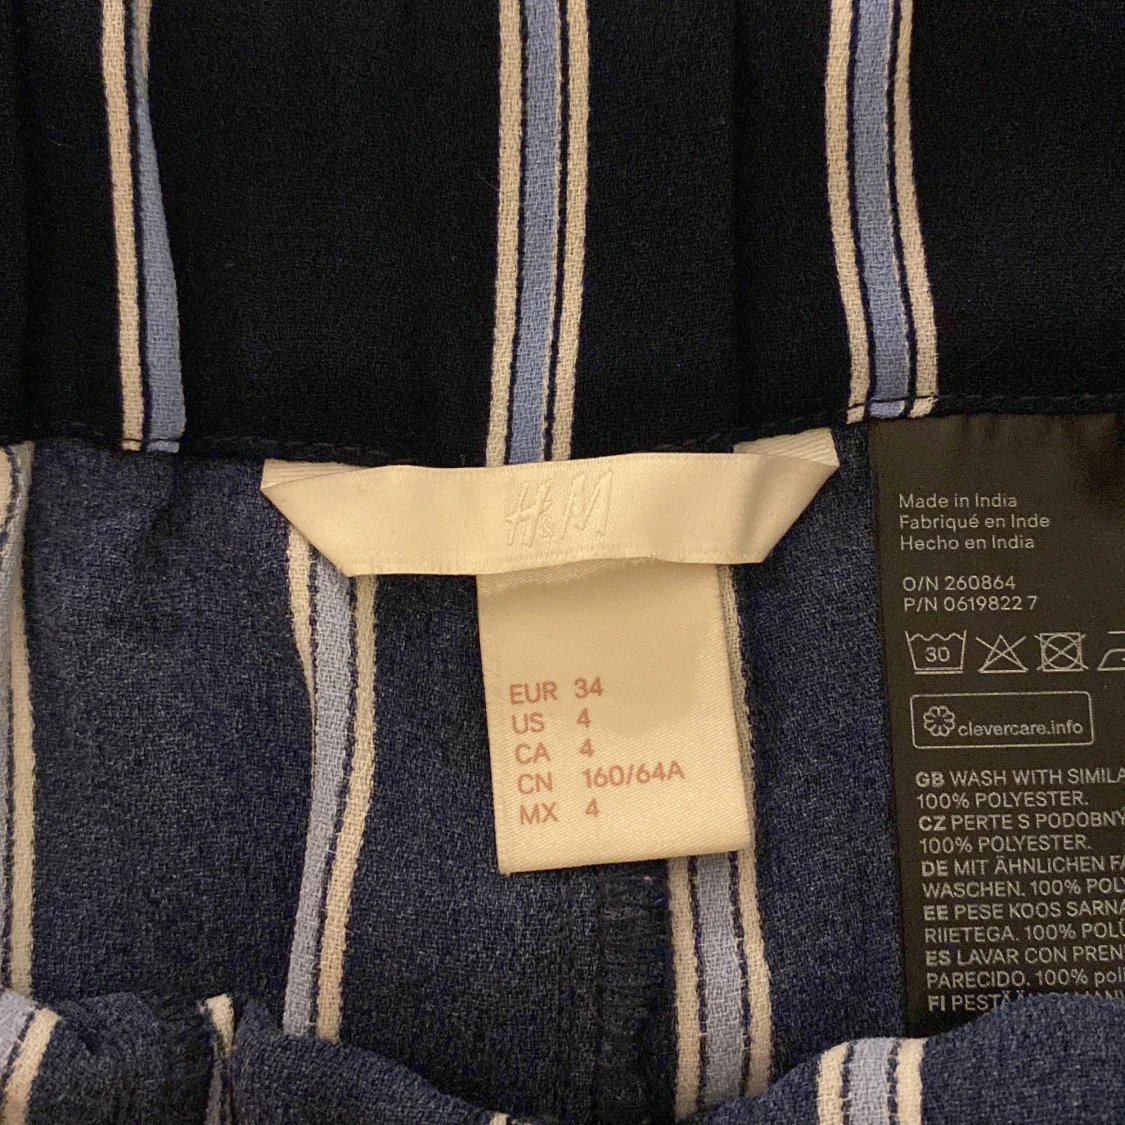 H&M
EUR 34
US 4
CA 4
CN 160/64A
MX 4
Made in India
Fabriqué en Inde
Hecho en India
O/N 260864
P/N 0619822 7
30
clevercare.info
GB WASH WITH SIMILA
100% POLYESTER.
CZ PERTE S PODOBNÝ
100% POLYESTER.
DE MIT ÄHNLICHEN FA
WASCHEN. 100% POLY
EE PESE KOOS SARNA
RIIETEGA. 100% POLÜ
ES LAVAR CON PREN
PARECIDO. 100% poli
FI